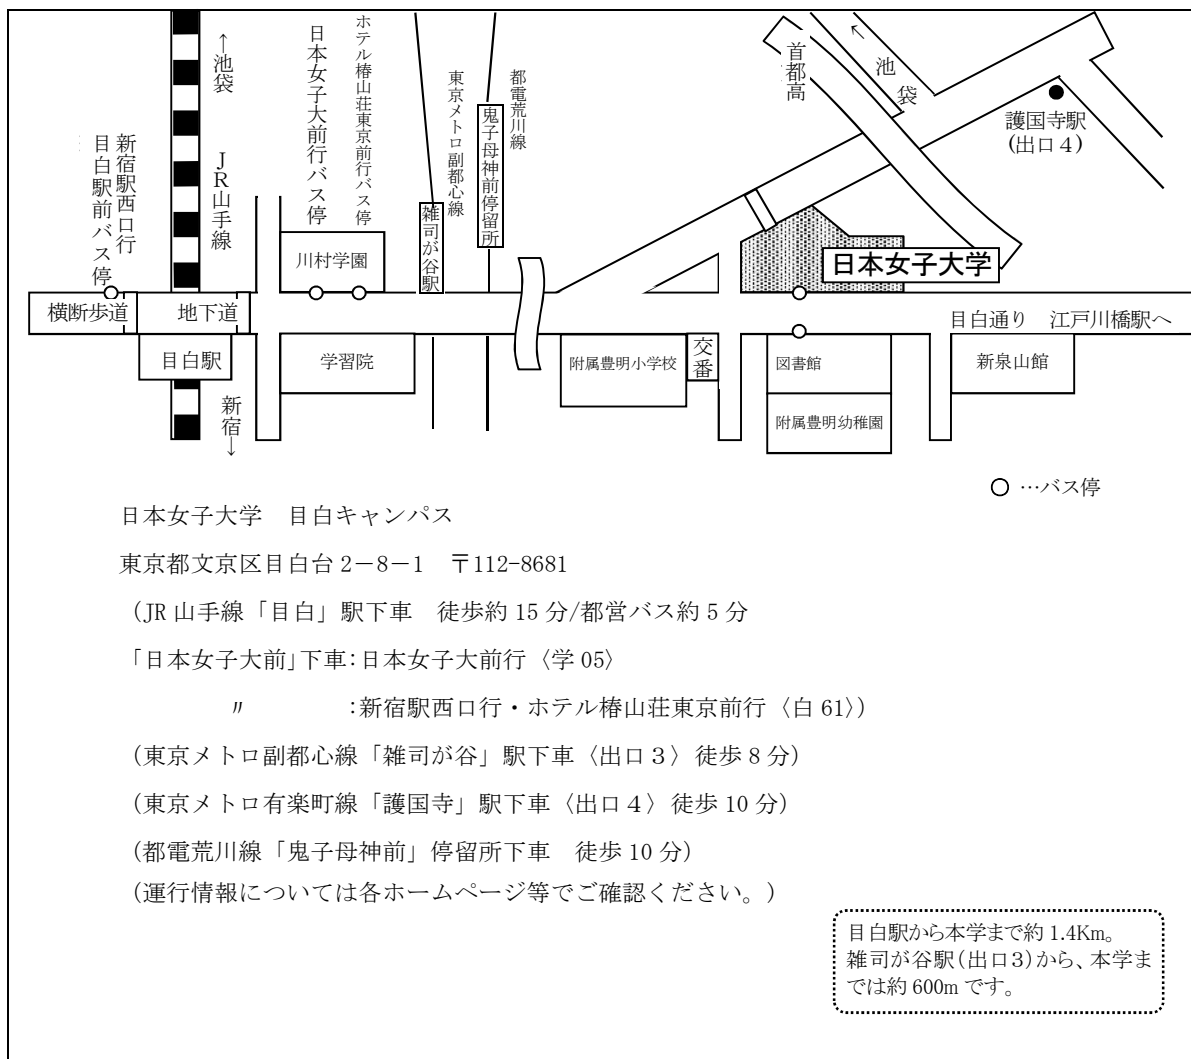 ↑池袋
JR山手線
新宿駅西口行
目白駅前バス停
日本女子大前行バス停
ホテル椿山荘東京前行バス停
東京メトロ副都心線
雑司が谷駅
都電荒川線
鬼子母神前停留所
首都高
←池袋
護国寺駅
(出口4)
川村学園
日本女子大学
横断歩道
地下道
目白通り　江戸川橋駅へ
目白駅
学習院
附属豊明小学校
交番
図書館
新泉山館
附属豊明幼稚園
新宿→
○…バス停
日本女子大学　目白キャンパス
東京都文京区目白台2－8－1　〒112-8681
（JR山手線「目白」駅下車　徒歩約15分/都営バス約5分
「日本女子大前」下車：日本女子大前行〈学05〉
〃　　　　：新宿駅西口行・ホテル椿山荘東京前行〈白61〉）
（東京メトロ副都心線「雑司が谷」駅下車〈出口３〉徒歩8分）
（東京メトロ有楽町線「護国寺」駅下車〈出口４〉徒歩10分）
（都電荒川線「鬼子母神前」停留所下車　徒歩10分）
（運行情報については各ホームページ等でご確認ください。）
目白駅から本学まで約1.4Km。
雑司が谷駅（出口3）から、本学ま
では約600mです。